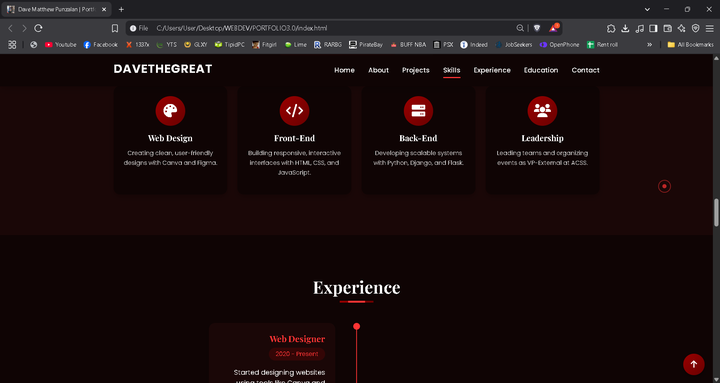 Dave Matthew Punzalan | Portf
File C:/Users/User/Desktop/WEBDEV/PORTFOLIO3.0/index.html
Youtube Facebook 1337x YTS GLXY TipidPC Fitgirl Lime RARBG PirateBay BUFF NBA PSX Indeed JobSeekers OpenPhone Rent roll » All Bookmarks
DAVETHEGREAT Home About Projects Skills Experience Education Contact
Web Design
Creating clean, user-friendly
designs with Canva and Figma.
Front-End
Building responsive, interactive
interfaces with HTML, CSS, and
JavaScript.
Back-End
Developing scalable systems
with Python, Django, and Flask.
Leadership
Leading teams and organizing
events as VP-External at ACSS.
Experience
Web Designer
2020 - Present
Started designing websites
using tools like Canva and